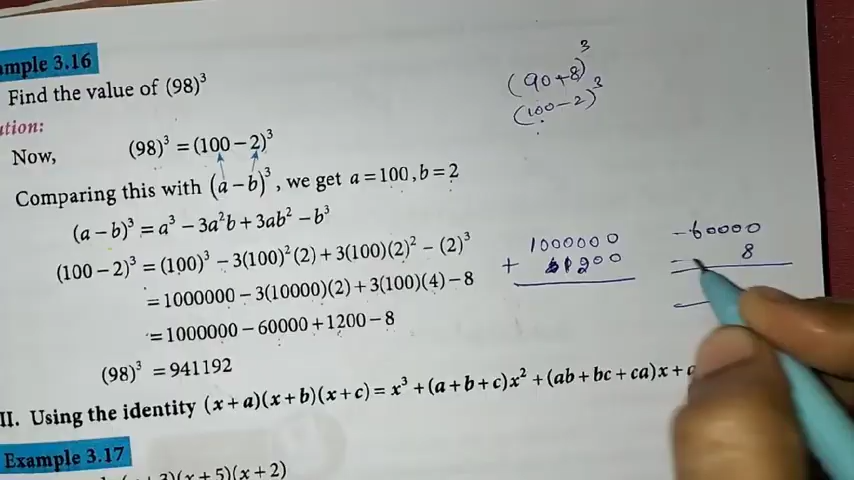 ample 3.16
Find the value of (98)³
ution:
Now, (98)³ = (100 − 2)³
Comparing this with (a − b)³, we get a = 100, b = 2
(a − b)³ = a³ − 3a²b + 3ab² − b³
(100 − 2)³ = (100)³ − 3(100)²(2) + 3(100)(2)² − (2)³
= 1000000 − 3(10000)(2) + 3(100)(4) − 8
= 1000000 − 60000 + 1200 − 8
(98)³ = 941192
II. Using the identity (x + a)(x + b)(x + c) = x³ + (a + b + c)x² + (ab + bc + ca)x + a
Example 3.17
3)(x + 5)(x + 2)
(90+8)³
(100−2)³
1000000
+ 1200
−60000
− 8